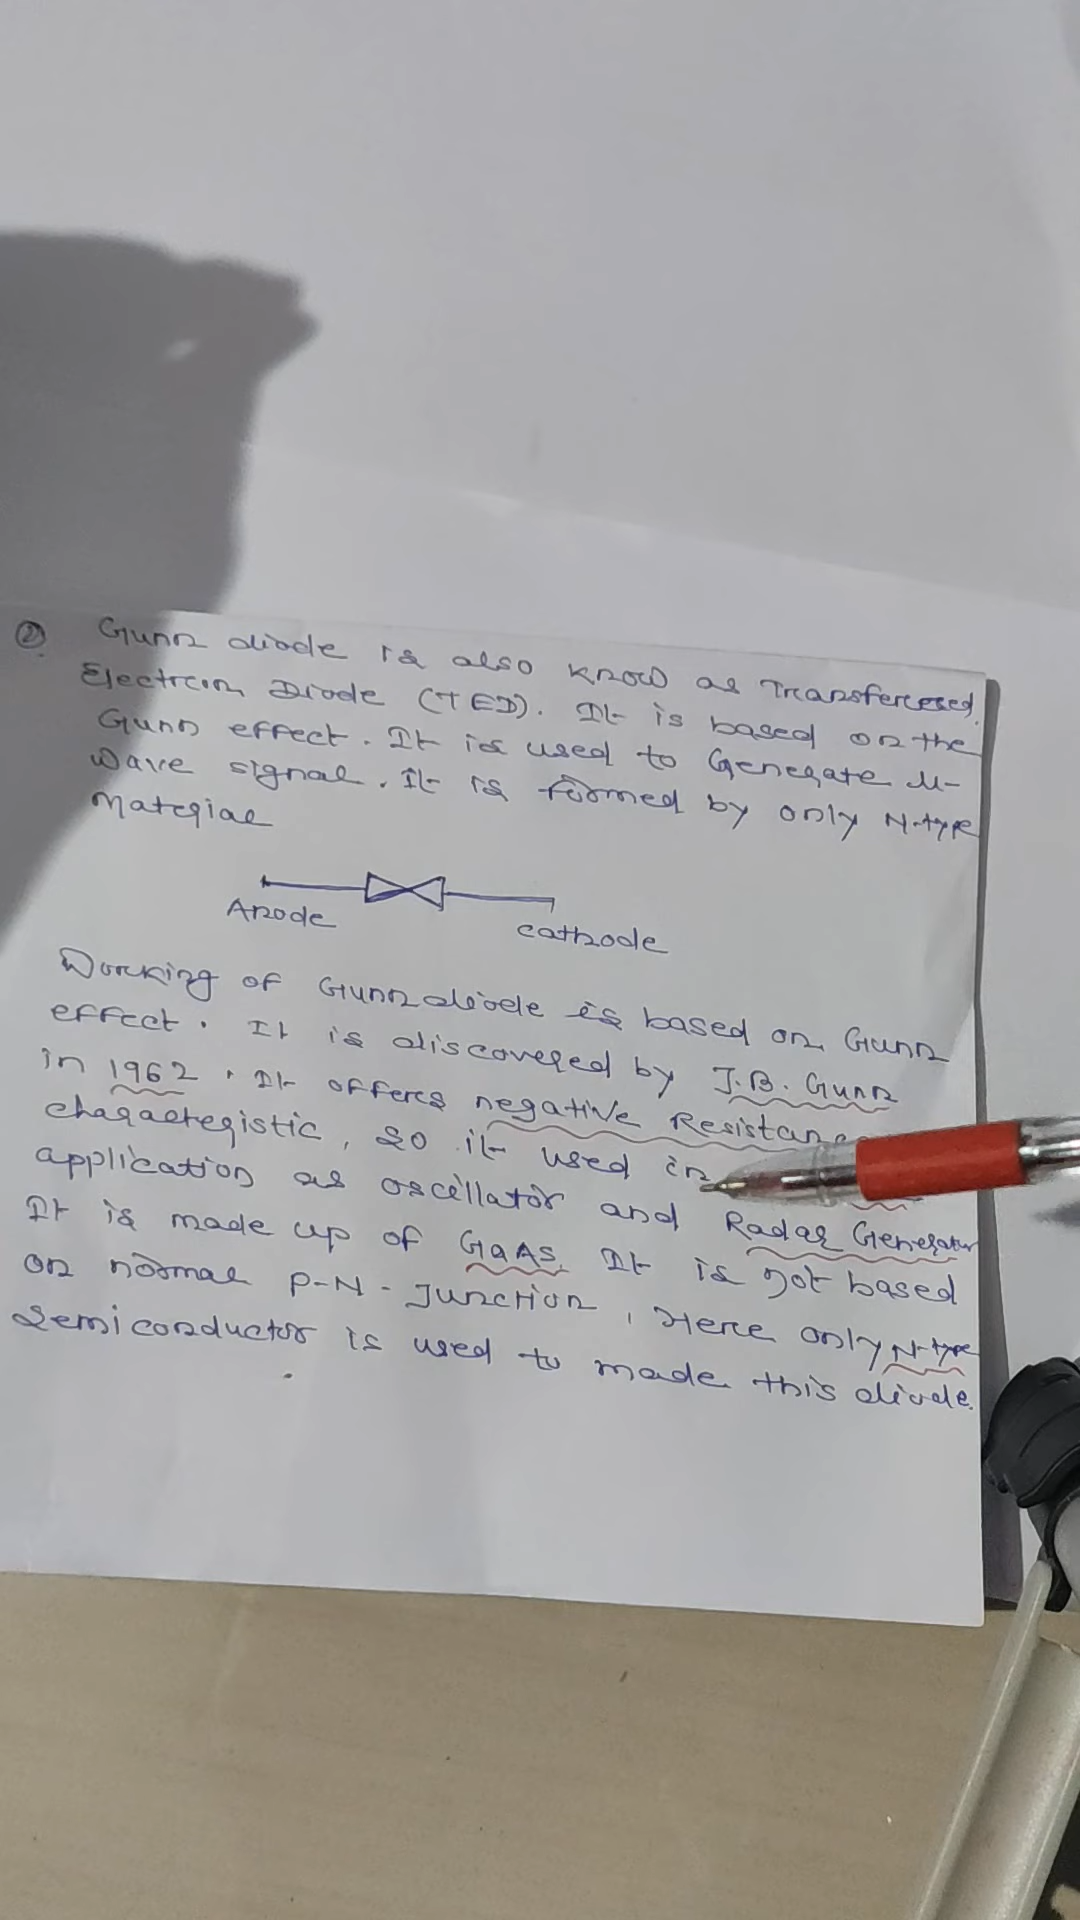 ② Gunn diode is also know as Transferered
Electron Diode (TED). It is based on the
Gunn effect. It is used to Generate μ-
wave signal. It is formed by only N-type
Material
Anode
Cathode
Working of Gunn diode is based on Gunn
effect. It is discovered by J.B. Gunn
in 1962. It offers negative Resistan
characteristic, so it used in
application as oscillator and Radar Generator
It is made up of GaAs. It is not based
on normal P-N-Junction, Here only N-type
Semiconductor is used to made this diode.